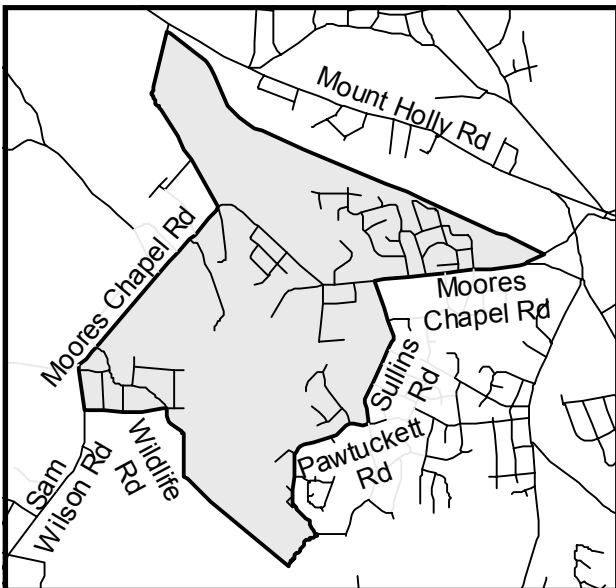 Mount Holly Rd
Moores Chapel Rd
Moores
Chapel Rd
Sullins
Rd
Pawtuckett
Rd
Wildlife
Rd
Sam
Wilson Rd